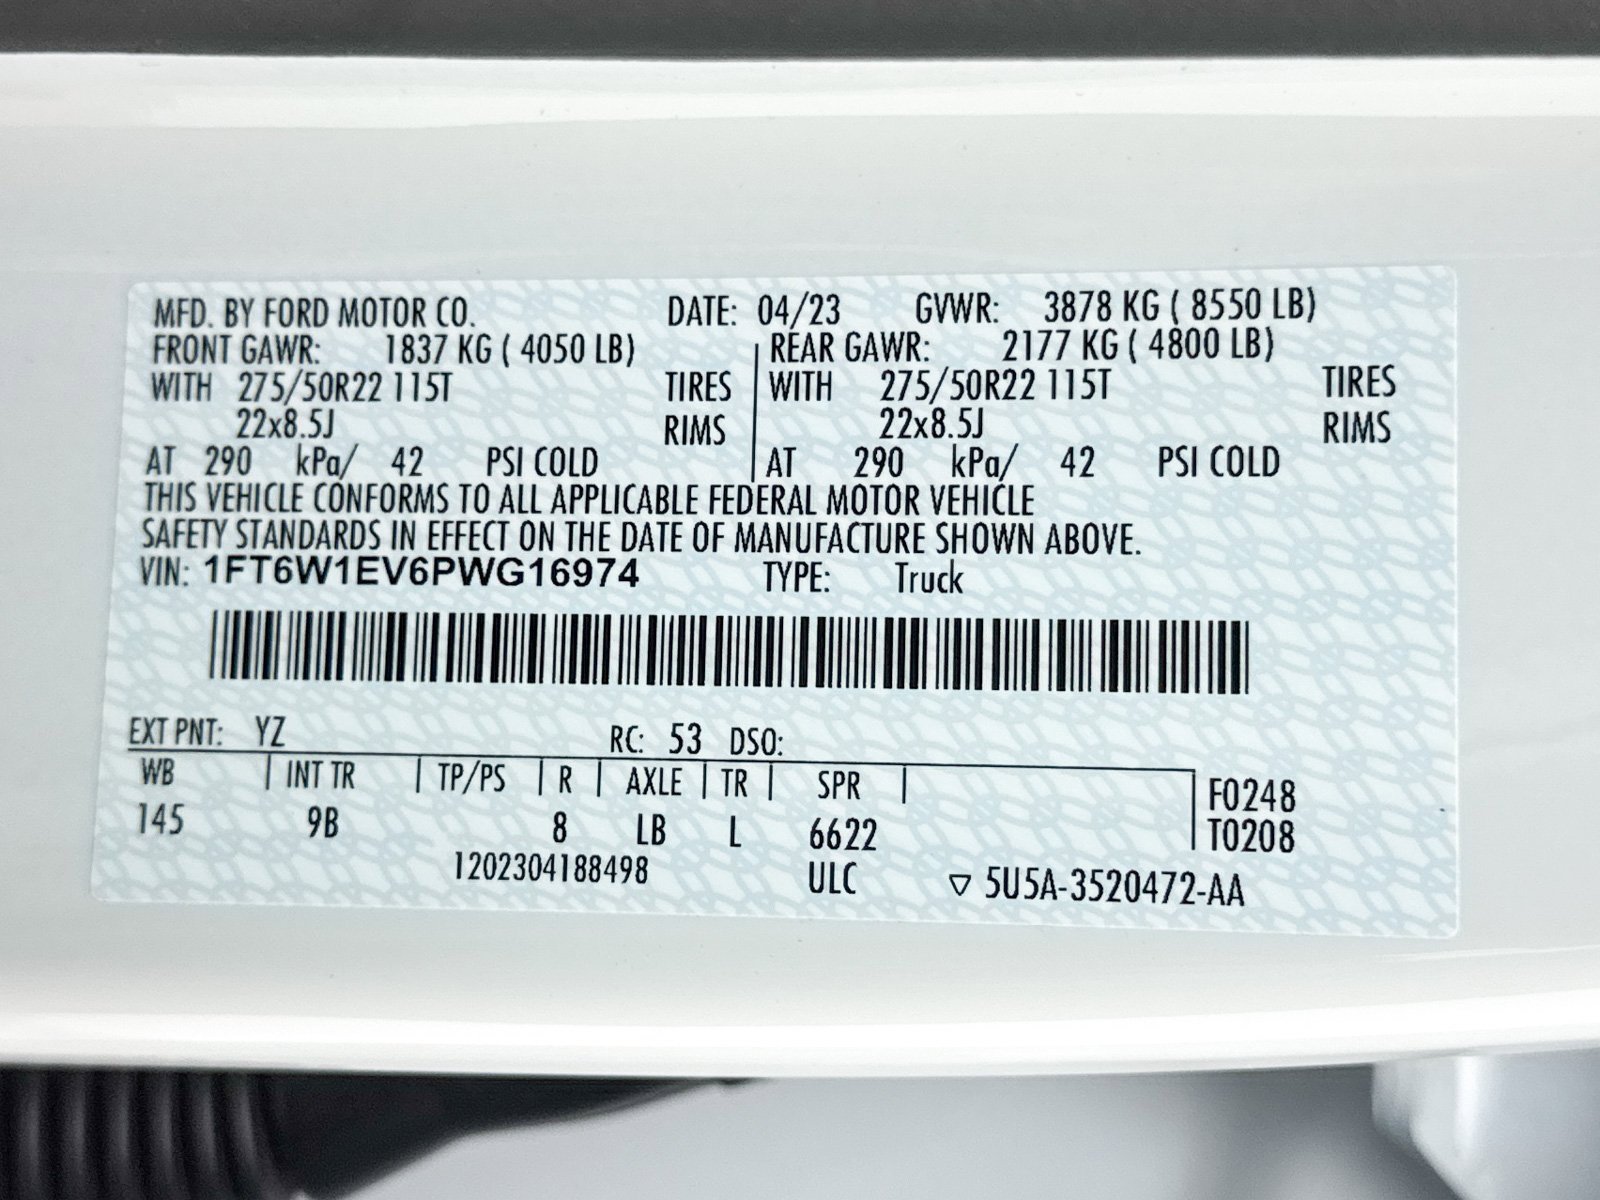 MFD. BY FORD MOTOR CO. DATE: 04/23 GVWR: 3878 KG ( 8550 LB)
FRONT GAWR: 1837 KG ( 4050 LB) REAR GAWR: 2177 KG ( 4800 LB)
WITH 275/50R22 115T TIRES WITH 275/50R22 115T TIRES
22x8.5J RIMS 22x8.5J RIMS
AT 290 kPa/ 42 PSI COLD AT 290 kPa/ 42 PSI COLD
THIS VEHICLE CONFORMS TO ALL APPLICABLE FEDERAL MOTOR VEHICLE
SAFETY STANDARDS IN EFFECT ON THE DATE OF MANUFACTURE SHOWN ABOVE.
VIN: 1FT6W1EV6PWG16974 TYPE: Truck
EXT PNT: YZ RC: 53 DSO:
WB INT TR TP/PS R AXLE TR SPR F0248
145 9B 8 LB L 6622 T0208
1202304188498 ULC ▽ 5U5A-3520472-AA